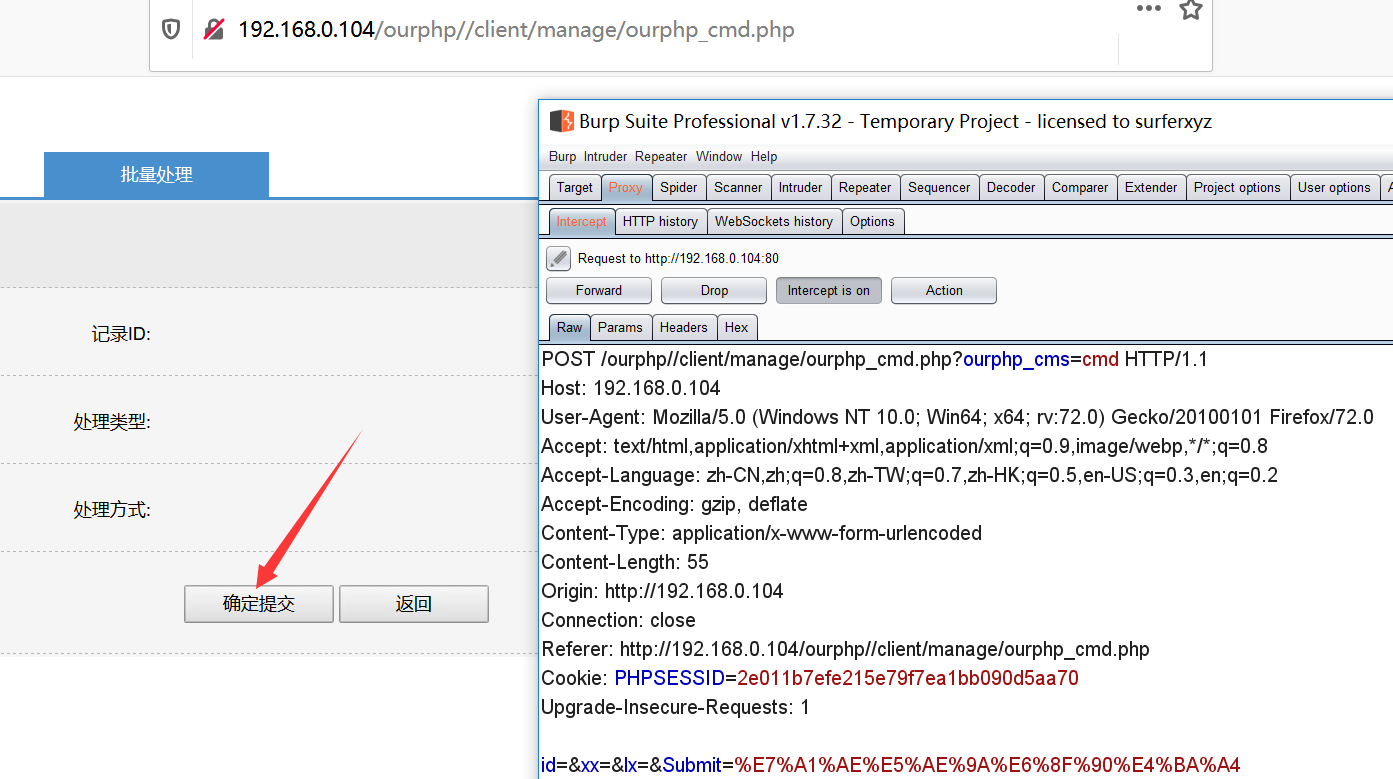 192.168.0.104/ourphp//client/manage/ourphp_cmd.php
批量处理
记录ID:
处理类型:
处理方式:
确定提交 返回
Burp Suite Professional v1.7.32 - Temporary Project - licensed to surferxyz
Burp Intruder Repeater Window Help
Target Proxy Spider Scanner Intruder Repeater Sequencer Decoder Comparer Extender Project options User options A
Intercept HTTP history WebSockets history Options
Request to http://192.168.0.104:80
Forward Drop Intercept is on Action
Raw Params Headers Hex
POST /ourphp//client/manage/ourphp_cmd.php?ourphp_cms=cmd HTTP/1.1
Host: 192.168.0.104
User-Agent: Mozilla/5.0 (Windows NT 10.0; Win64; x64; rv:72.0) Gecko/20100101 Firefox/72.0
Accept: text/html,application/xhtml+xml,application/xml;q=0.9,image/webp,*/*;q=0.8
Accept-Language: zh-CN,zh;q=0.8,zh-TW;q=0.7,zh-HK;q=0.5,en-US;q=0.3,en;q=0.2
Accept-Encoding: gzip, deflate
Content-Type: application/x-www-form-urlencoded
Content-Length: 55
Origin: http://192.168.0.104
Connection: close
Referer: http://192.168.0.104/ourphp//client/manage/ourphp_cmd.php
Cookie: PHPSESSID=2e011b7efe215e79f7ea1bb090d5aa70
Upgrade-Insecure-Requests: 1
id=&xx=&lx=&Submit=%E7%A1%AE%E5%AE%9A%E6%8F%90%E4%BA%A4